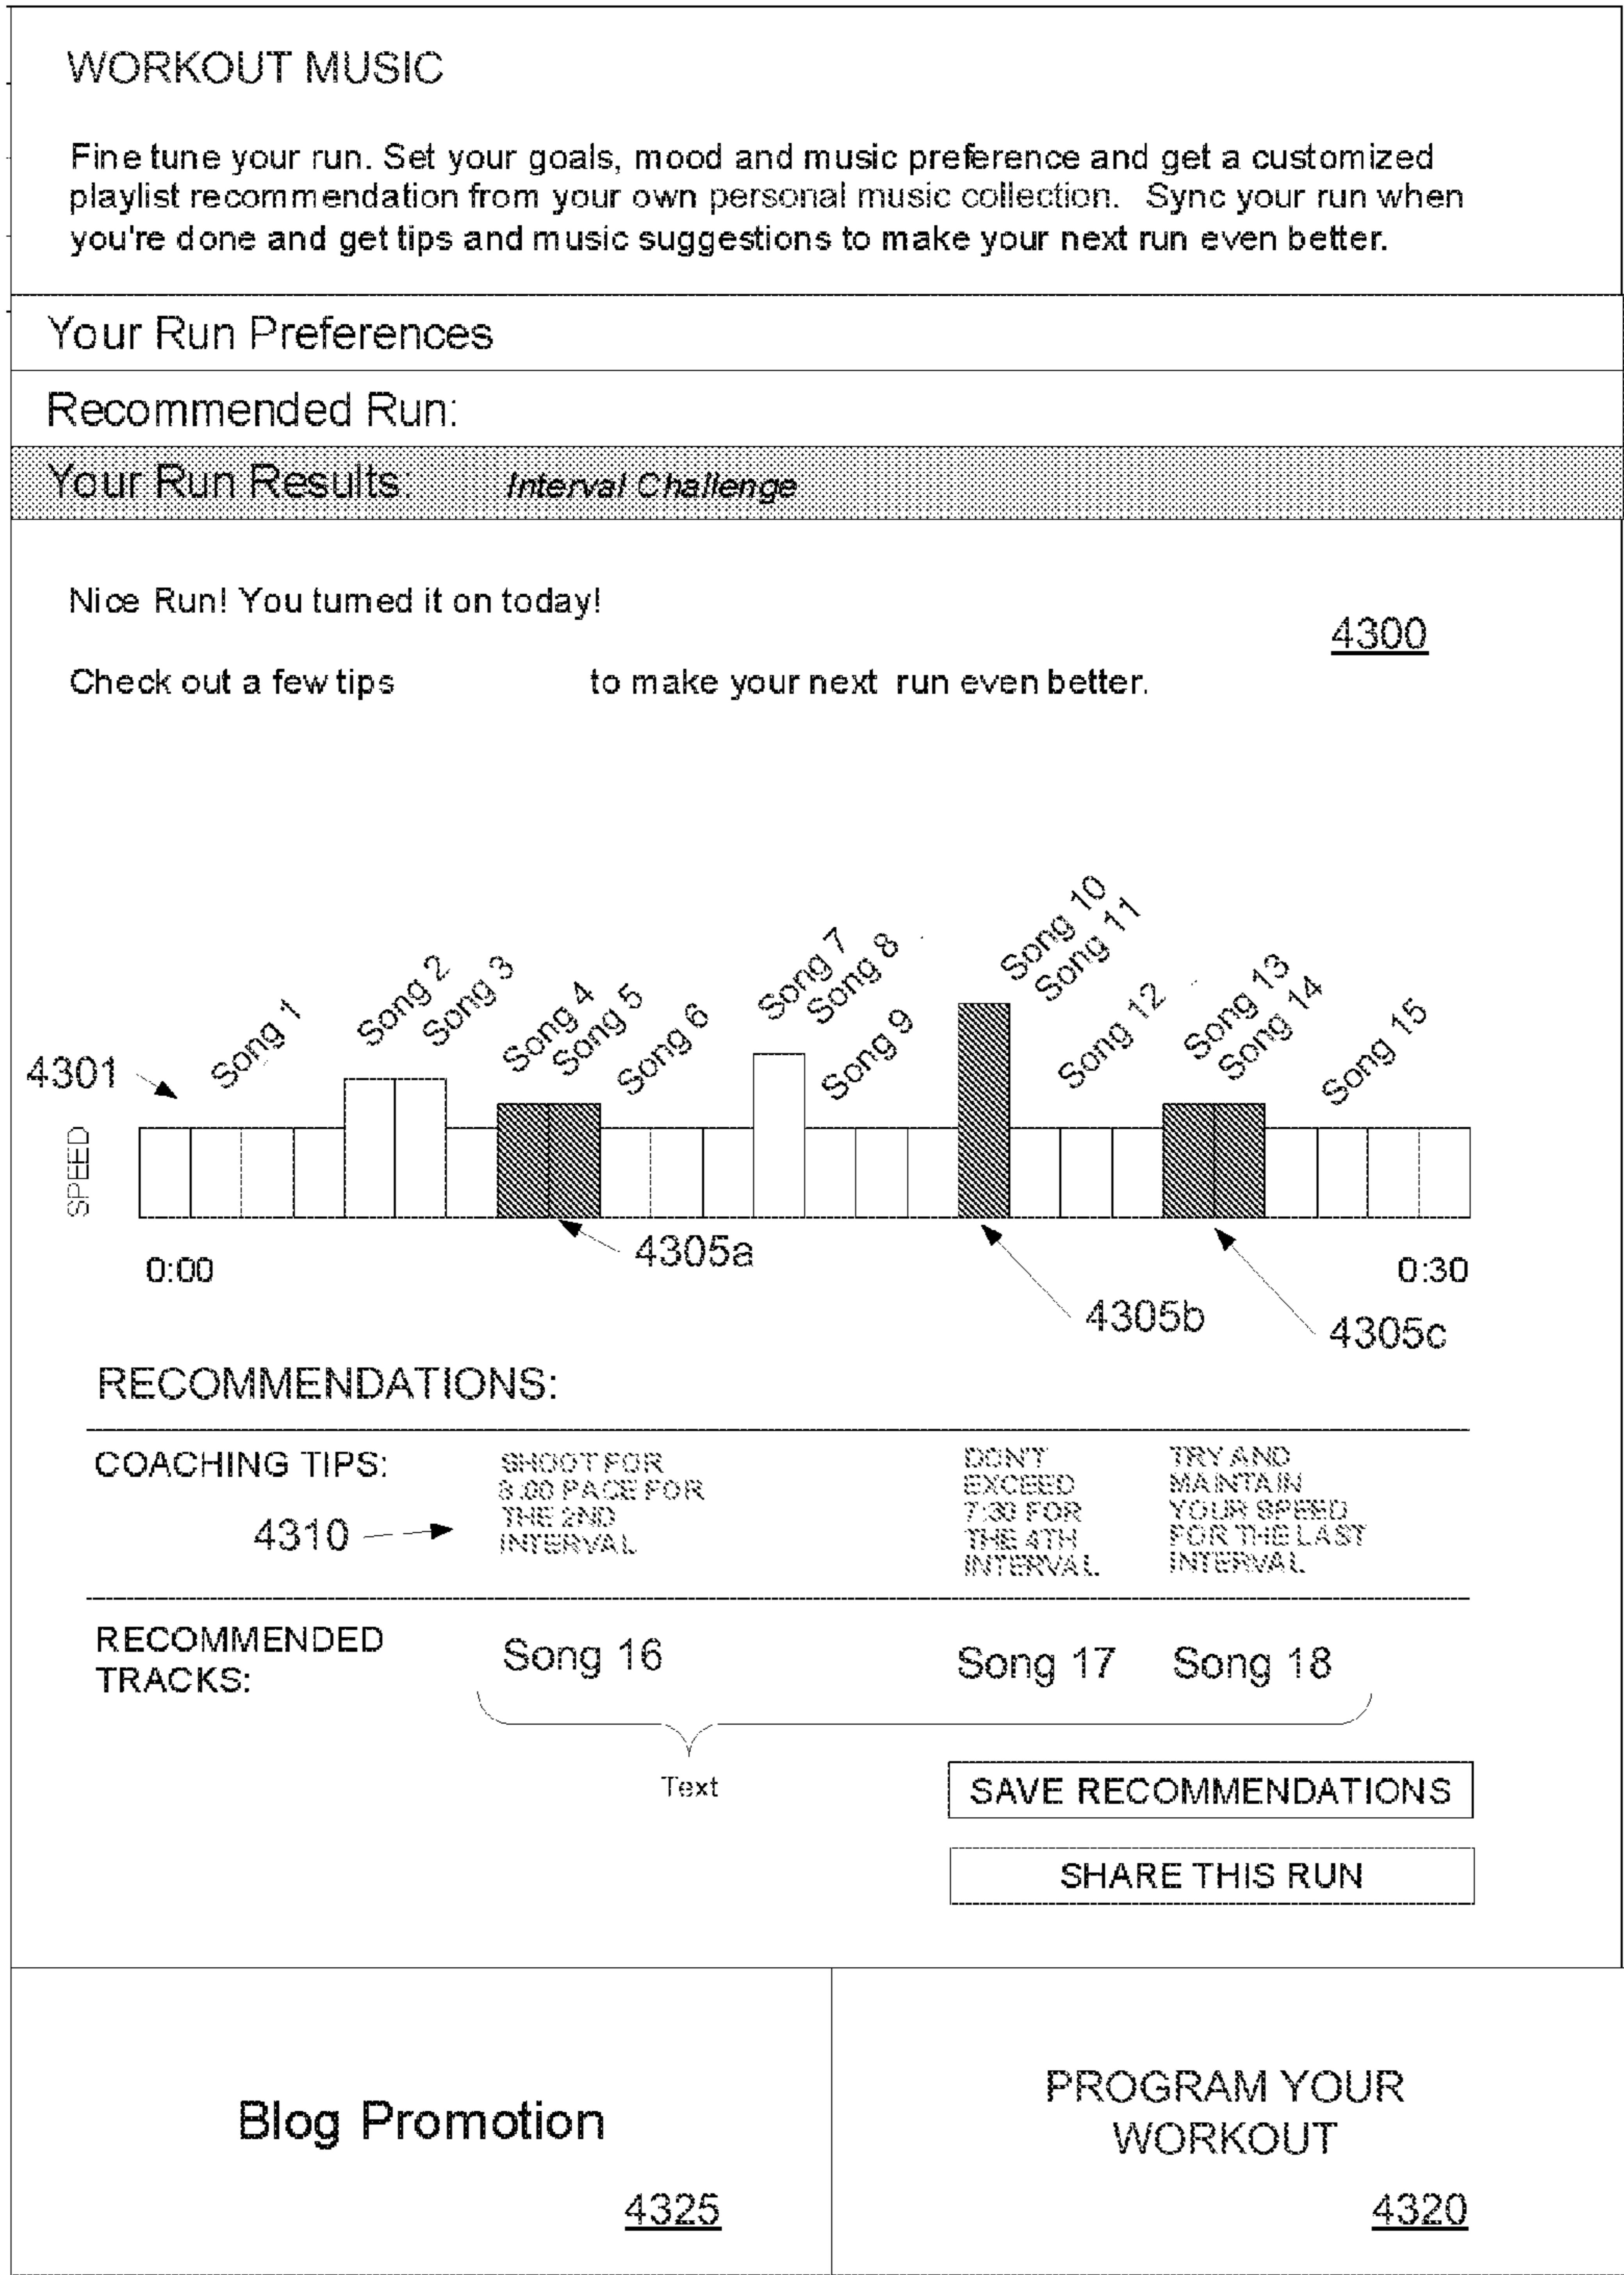 WORKOUT MUSIC
Fine tune your run. Set your goals, mood and music preference and get a customized
playlist recommendation from your own personal music collection. Sync your run when
you're done and get tips and music suggestions to make your next run even better.
Your Run Preferences
Recommended Run:
Your Run Results: Interval Challenge
Nice Run! You turned it on today!
4300
Check out a few tips to make your next run even better.
Song 1
Song 2
Song 3
Song 4
Song 5
Song 6
Song 7
Song 8
Song 9
Song 10
Song 11
Song 12
Song 13
Song 14
Song 15
4301
SPEED
0:00
4305a
0:30
4305b
4305c
RECOMMENDATIONS:
COACHING TIPS:
4310
SHOOT FOR
PACE FOR
THE 2ND
INTERVAL
DON'T
EXCEED
7:30 FOR
THE 4TH
INTERVAL
TRY AND
MAINTAIN
YOUR SPEED
FOR THE LAST
INTERVAL
RECOMMENDED
TRACKS:
Song 16
Song 17
Song 18
Text
SAVE RECOMMENDATIONS
SHARE THIS RUN
Blog Promotion
4325
PROGRAM YOUR
WORKOUT
4320